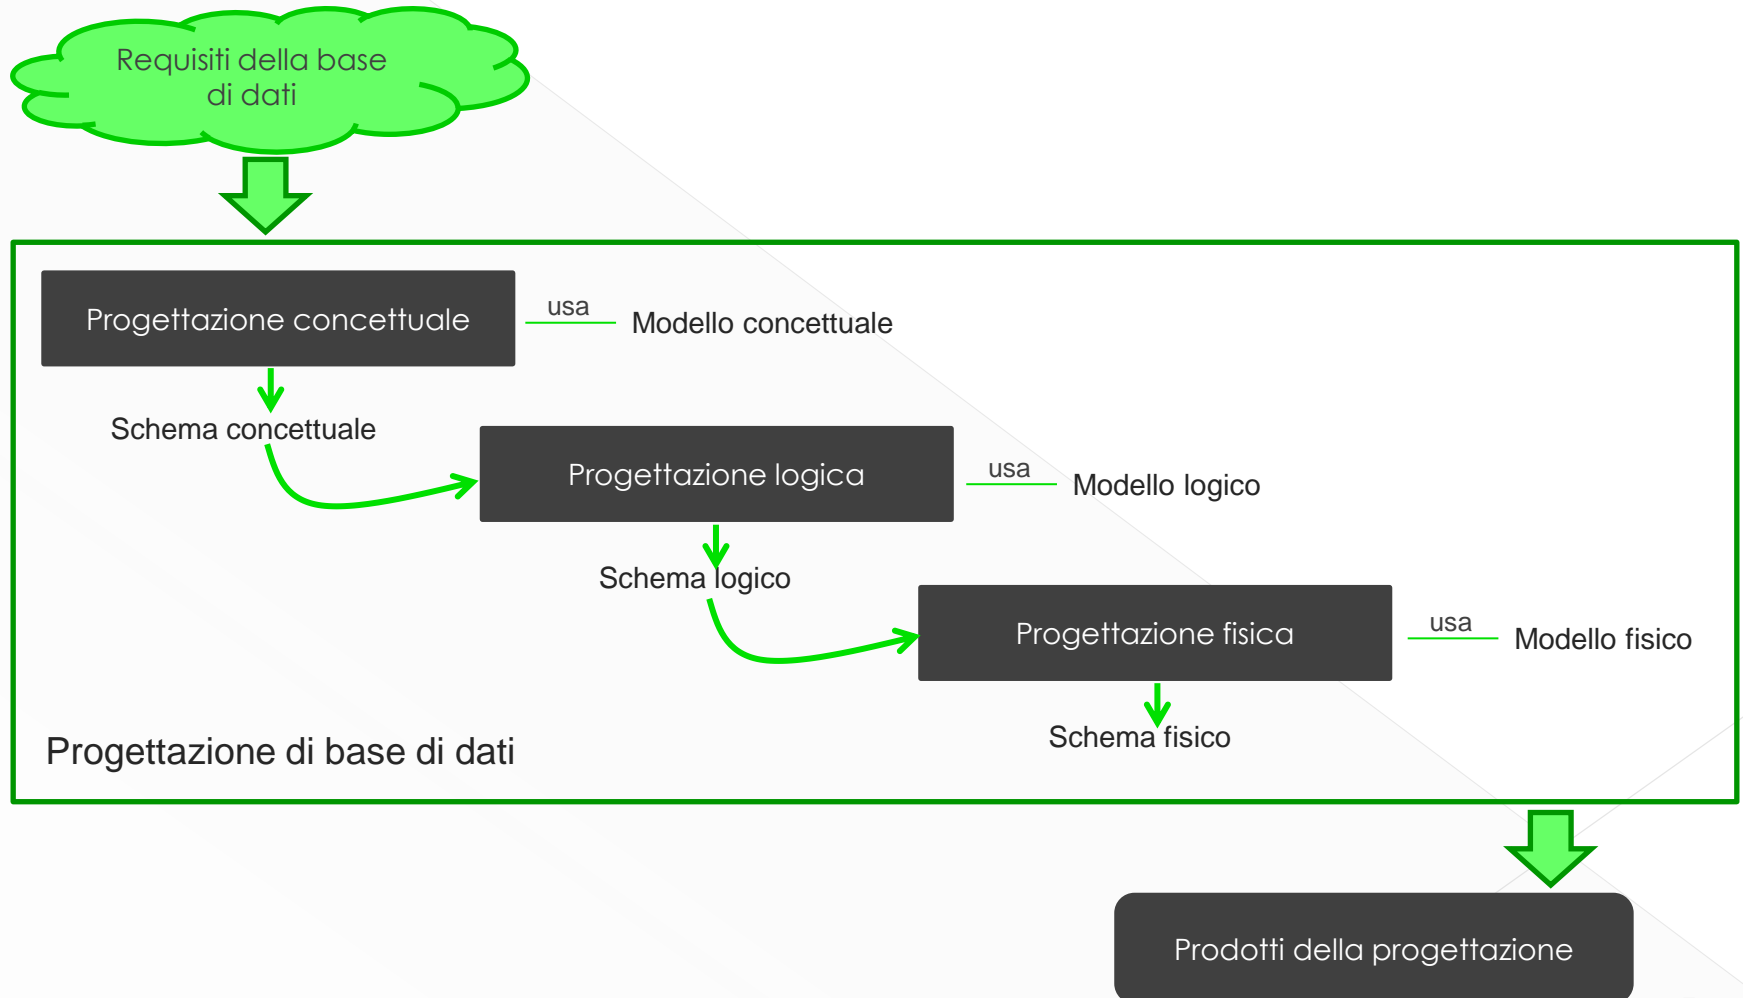 Requisiti della base
di dati
Progettazione concettuale
usa
Modello concettuale
Schema concettuale
Progettazione logica
usa
Modello logico
Schema logico
Progettazione fisica
usa
Modello fisico
Schema fisico
Progettazione di base di dati
Prodotti della progettazione